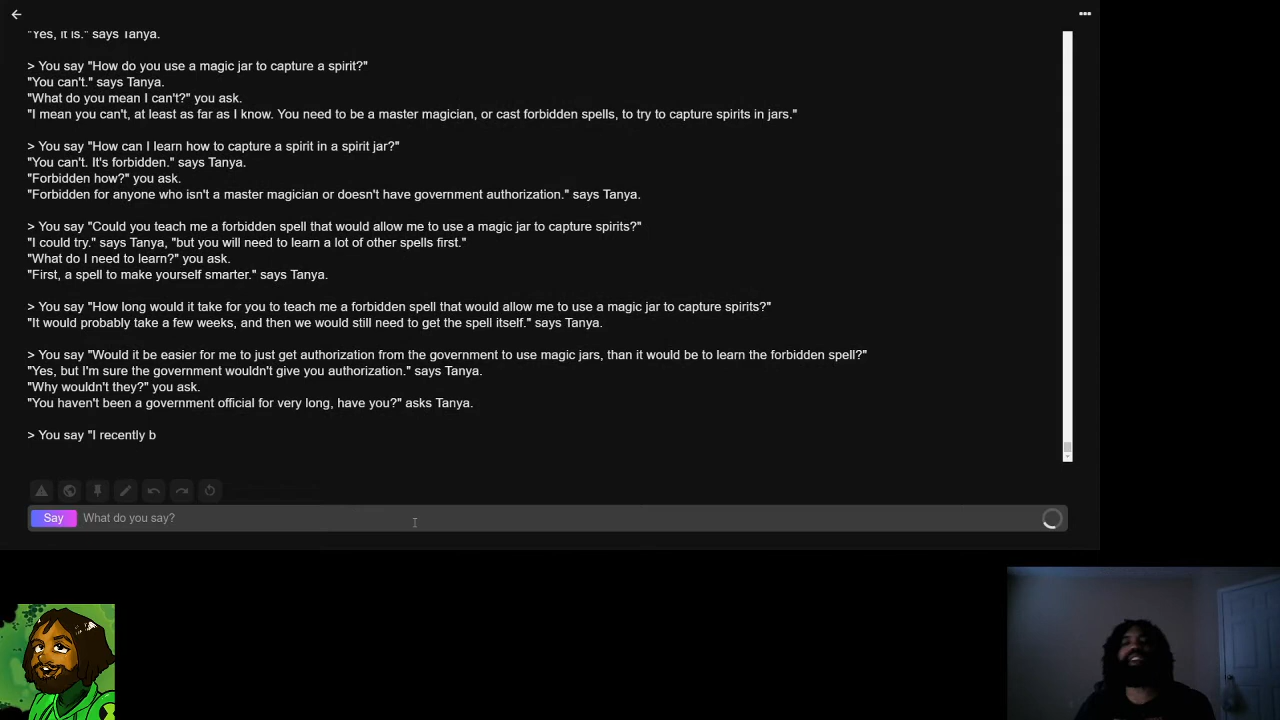 "Yes, it is." says Tanya.
> You say "How do you use a magic jar to capture a spirit?"
"You can't." says Tanya.
"What do you mean I can't?" you ask.
"I mean you can't, at least as far as I know. You need to be a master magician, or cast forbidden spells, to try to capture spirits in jars."
> You say "How can I learn how to capture a spirit in a spirit jar?"
"You can't. It's forbidden." says Tanya.
"Forbidden how?" you ask.
"Forbidden for anyone who isn't a master magician or doesn't have government authorization." says Tanya.
> You say "Could you teach me a forbidden spell that would allow me to use a magic jar to capture spirits?"
"I could try." says Tanya, "but you will need to learn a lot of other spells first."
"What do I need to learn?" you ask.
"First, a spell to make yourself smarter." says Tanya.
> You say "How long would it take for you to teach me a forbidden spell that would allow me to use a magic jar to capture spirits?"
"It would probably take a few weeks, and then we would still need to get the spell itself." says Tanya.
> You say "Would it be easier for me to just get authorization from the government to use magic jars, than it would be to learn the forbidden spell?"
"Yes, but I'm sure the government wouldn't give you authorization." says Tanya.
"Why wouldn't they?" you ask.
"You haven't been a government official for very long, have you?" asks Tanya.
> You say "I recently b
Say What do you say?